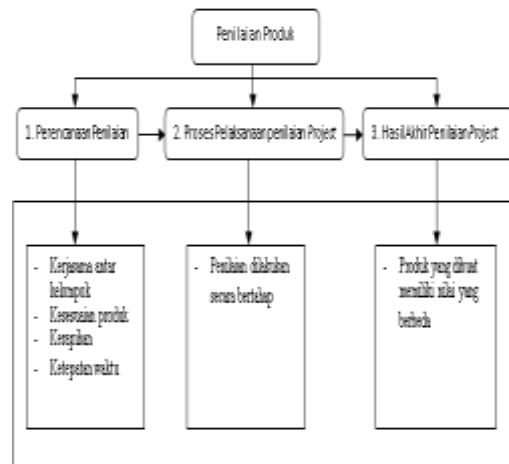 Penilaian Produk
1. Perencanaan Penilaian
2. Proses Pelaksanaan penilaian Project
3. Hasil Akhir Penilaian Project
- Kerjasama antar
kelompok
- Kesesuaian produk
- Kerapihan
- Ketepatan waktu
- Penilaian dilakukan
secara bertahap
- Produk yang dibuat
memiliki nilai yang
berbeda